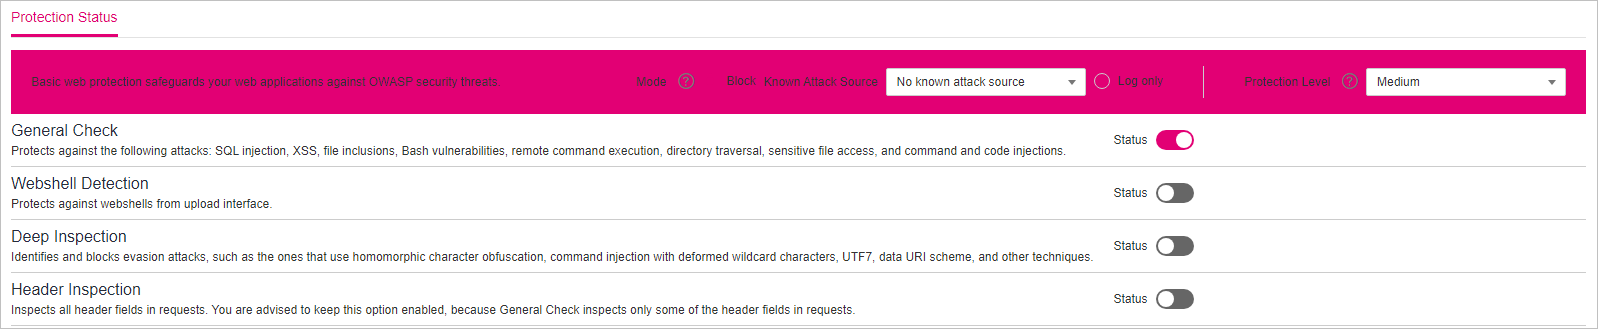 Protection Status
Basic web protection safeguards your web applications against OWASP security threats. Mode ? Block Known Attack Source No known attack source Log only Protection Level ? Medium
General Check
Protects against the following attacks: SQL injection, XSS, file inclusions, Bash vulnerabilities, remote command execution, directory traversal, sensitive file access, and command and code injections. Status
Webshell Detection
Protects against webshells from upload interface. Status
Deep Inspection
Identifies and blocks evasion attacks, such as the ones that use homomorphic character obfuscation, command injection with deformed wildcard characters, UTF7, data URI scheme, and other techniques. Status
Header Inspection
Inspects all header fields in requests. You are advised to keep this option enabled, because General Check inspects only some of the header fields in requests. Status